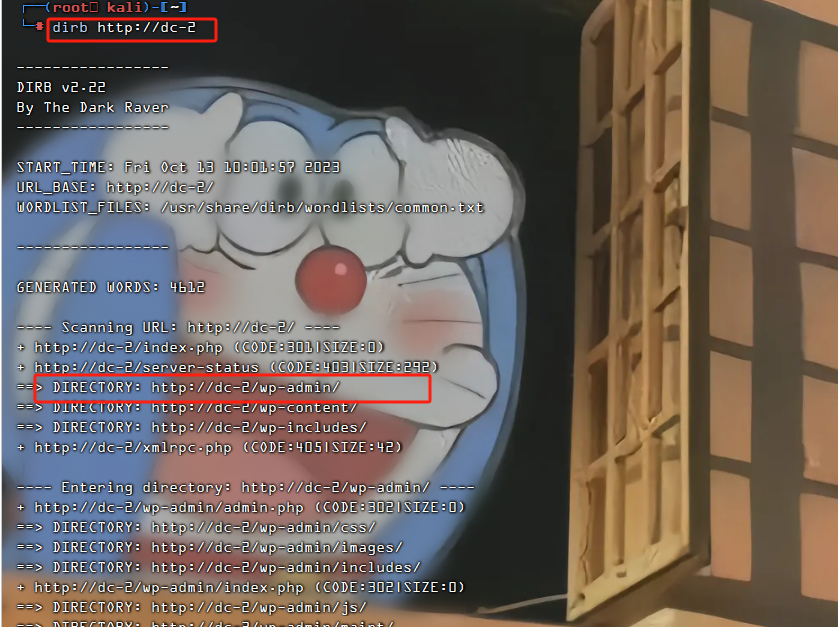 (root kali)-[~]
# dirb http://dc-2
-----------------
DIRB v2.22
By The Dark Raver
-----------------
START_TIME: Fri Oct 13 10:01:57 2023
URL_BASE: http://dc-2/
WORDLIST_FILES: /usr/share/dirb/wordlists/common.txt
-----------------
GENERATED WORDS: 4612
---- Scanning URL: http://dc-2/ ----
+ http://dc-2/index.php (CODE:301|SIZE:0)
+ http://dc-2/server-status (CODE:403|SIZE:292)
==> DIRECTORY: http://dc-2/wp-admin/
==> DIRECTORY: http://dc-2/wp-content/
==> DIRECTORY: http://dc-2/wp-includes/
+ http://dc-2/xmlrpc.php (CODE:405|SIZE:42)
---- Entering directory: http://dc-2/wp-admin/ ----
+ http://dc-2/wp-admin/admin.php (CODE:302|SIZE:0)
==> DIRECTORY: http://dc-2/wp-admin/css/
==> DIRECTORY: http://dc-2/wp-admin/images/
==> DIRECTORY: http://dc-2/wp-admin/includes/
+ http://dc-2/wp-admin/index.php (CODE:302|SIZE:0)
==> DIRECTORY: http://dc-2/wp-admin/js/
==> DIRECTORY: http://dc-2/wp-admin/maint/